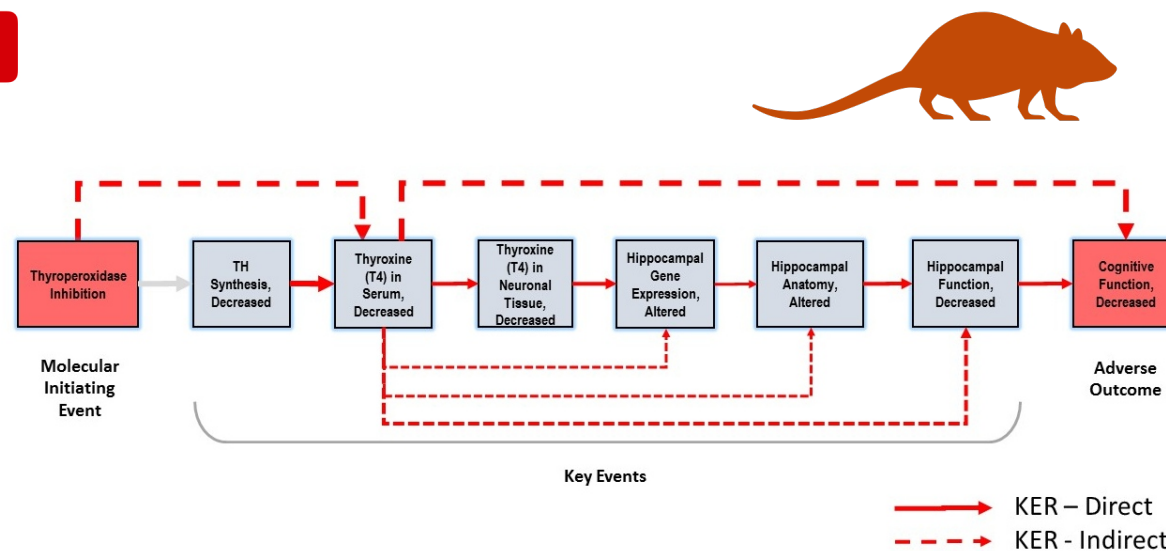 Thyroperoxidase
Inhibition
TH
Synthesis,
Decreased
Thyroxine
(T4) in
Serum,
Decreased
Thyroxine
(T4) in
Neuronal
Tissue,
Decreased
Hippocampal
Gene
Expression,
Altered
Hippocampal
Anatomy,
Altered
Hippocampal
Function,
Decreased
Cognitive
Function,
Decreased
Molecular
Initiating
Event
Adverse
Outcome
Key Events
KER – Direct
KER - Indirect